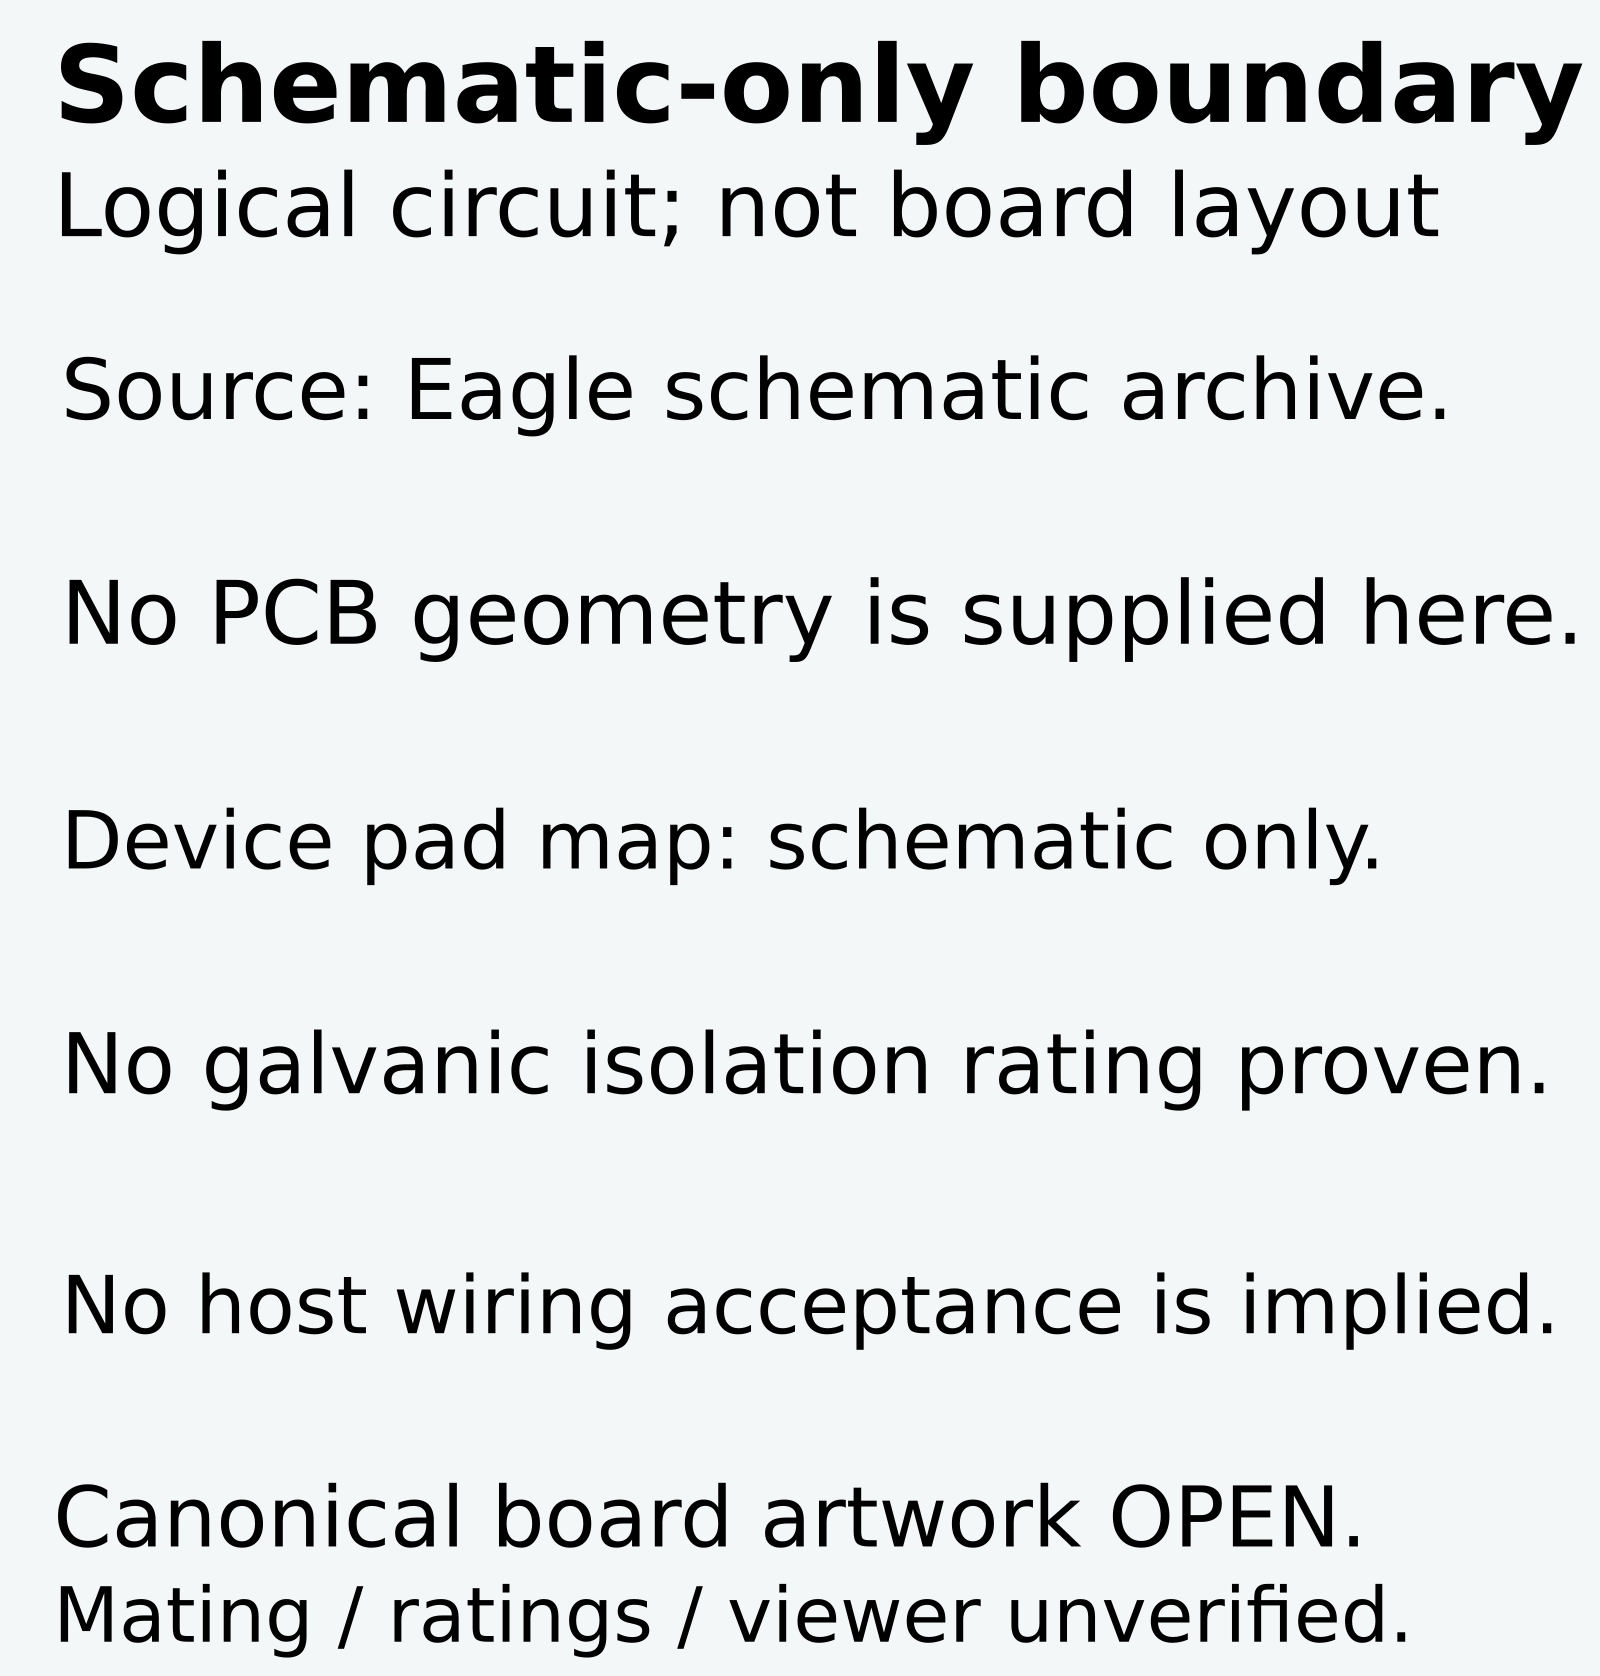 Schematic-only boundary
Logical circuit; not board layout
Source: Eagle schematic archive.
No PCB geometry is supplied here.
Device pad map: schematic only.
No galvanic isolation rating proven.
No host wiring acceptance is implied.
Canonical board artwork OPEN.
Mating / ratings / viewer unverified.